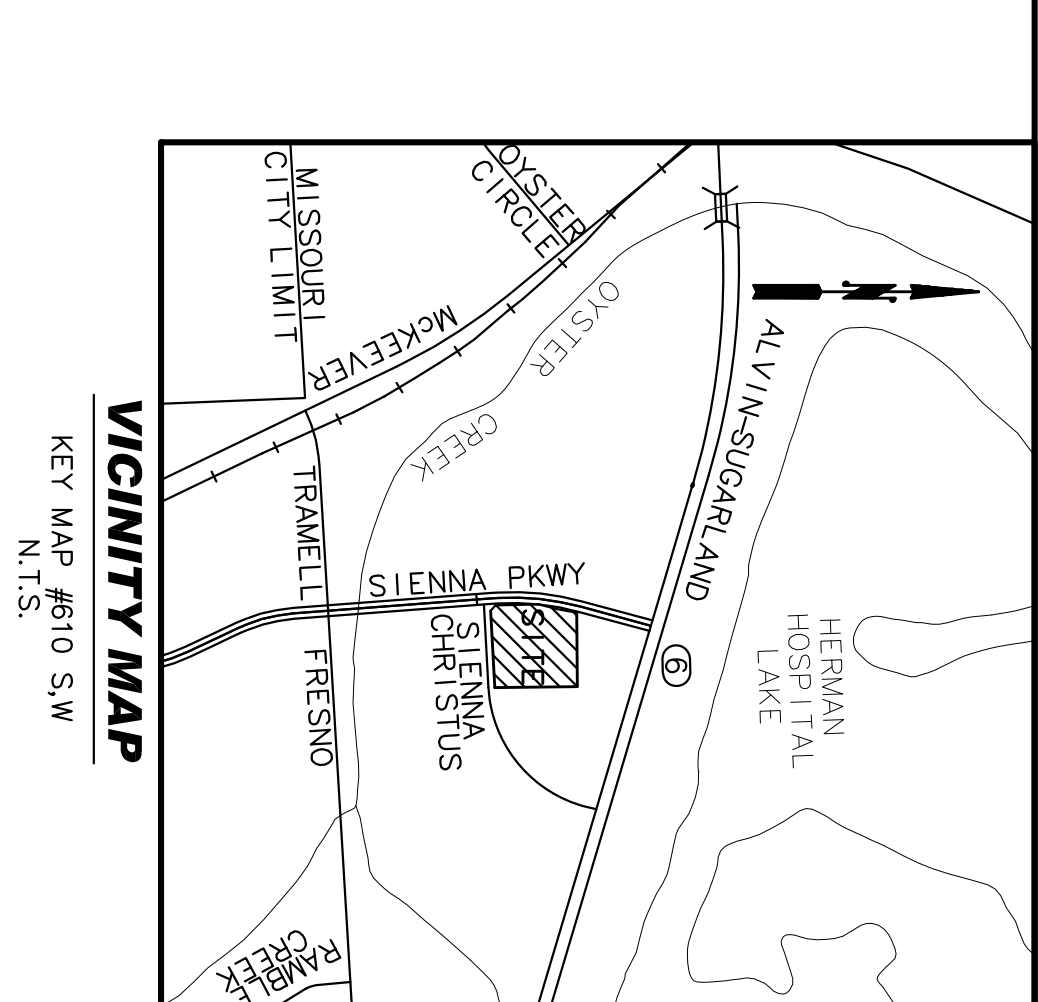 OYSTER
CIRCLE
MISSOURI
CITY LIMIT
McKEEVER
OYSTER
CREEK
ALVIN-SUGARLAND
6
HERMAN
HOSPITAL
LAKE
SIENNA PKWY
SITE
SIENNA
CHRISTUS
TRAMELL
FRESNO
RAMBLE
CREEK
N
VICINITY MAP
KEY MAP #610 S,W
N.T.S.